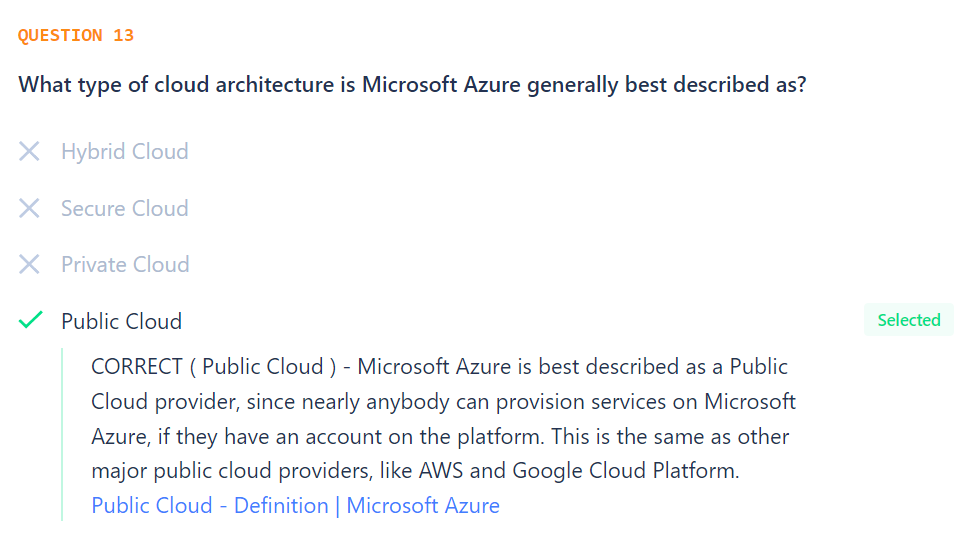 QUESTION 13
What type of cloud architecture is Microsoft Azure generally best described as?
Hybrid Cloud
Secure Cloud
Private Cloud
Public Cloud
Selected
CORRECT ( Public Cloud ) - Microsoft Azure is best described as a Public
Cloud provider, since nearly anybody can provision services on Microsoft
Azure, if they have an account on the platform. This is the same as other
major public cloud providers, like AWS and Google Cloud Platform.
Public Cloud - Definition | Microsoft Azure